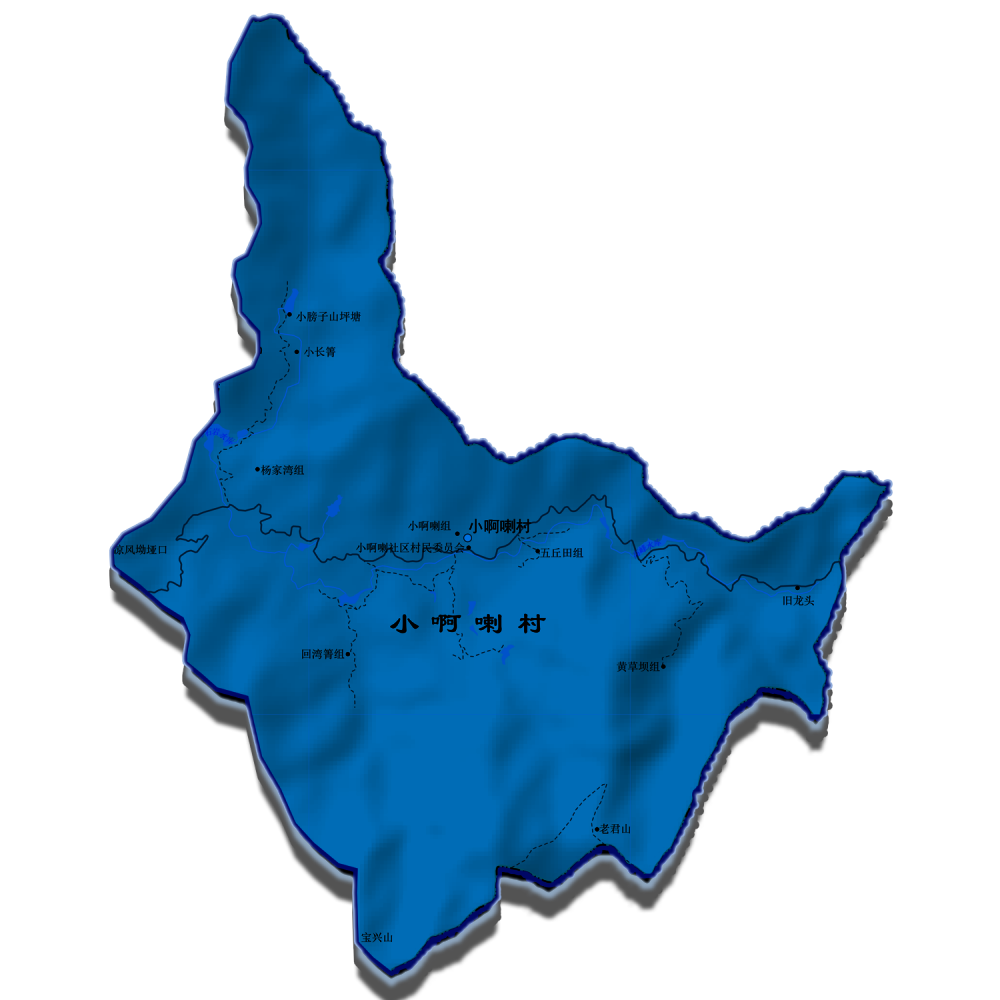 小膀子山坪塘
小长箐
杨家湾组
小啊喇组
小啊喇村
凉风坳垭口
小啊喇社区村民委员会
五丘田组
旧龙头
小啊喇村
回湾箐组
黄草坝组
老君山
宝兴山